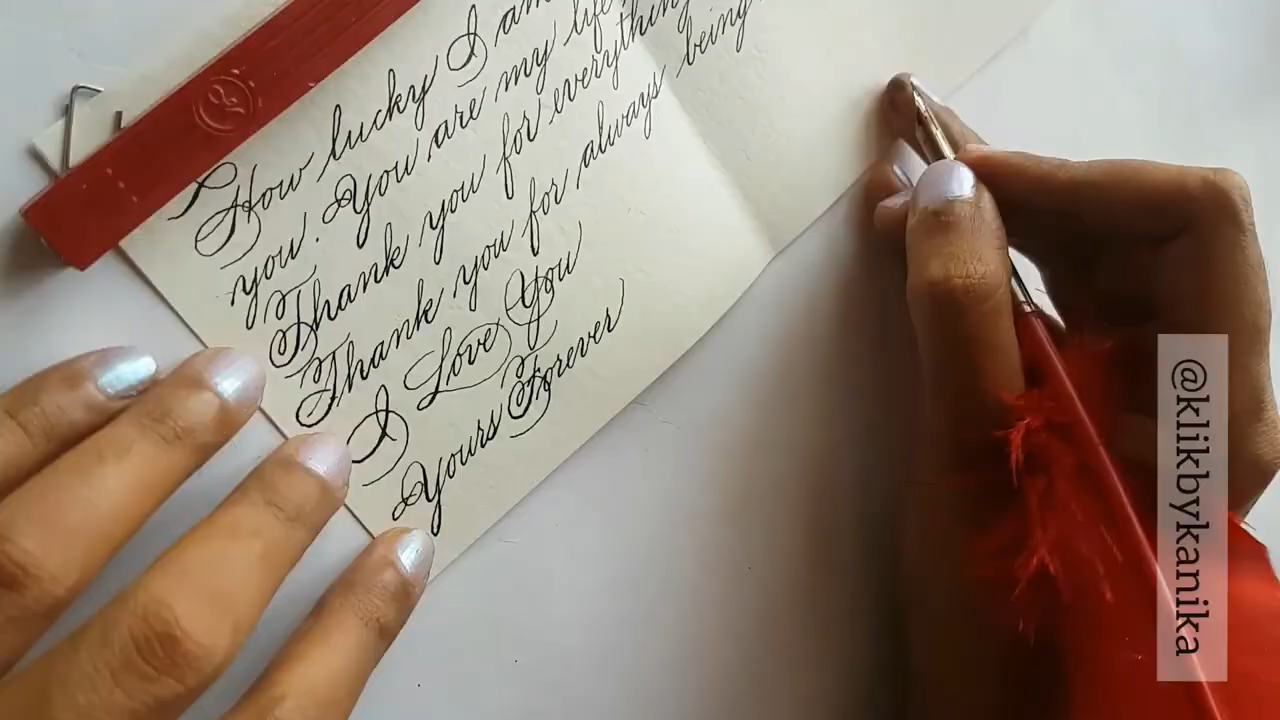 How lucky I am
you. You are my life
Thank you for everything
Thank you for always being
I Love You
Yours Forever
@klikbykanika